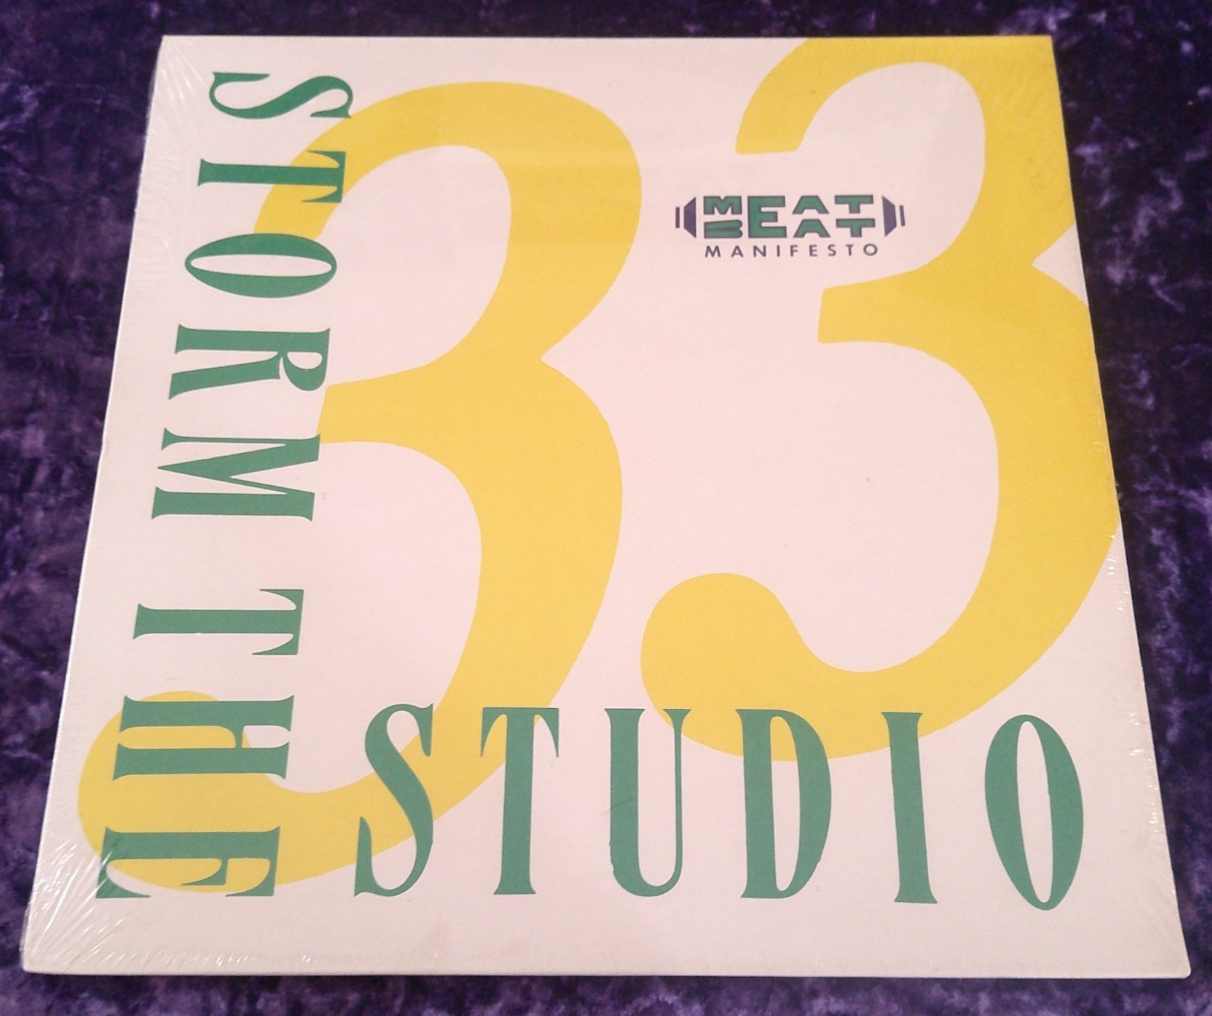 STORM THE
STUDIO
33
MEAT
BEAT
MANIFESTO